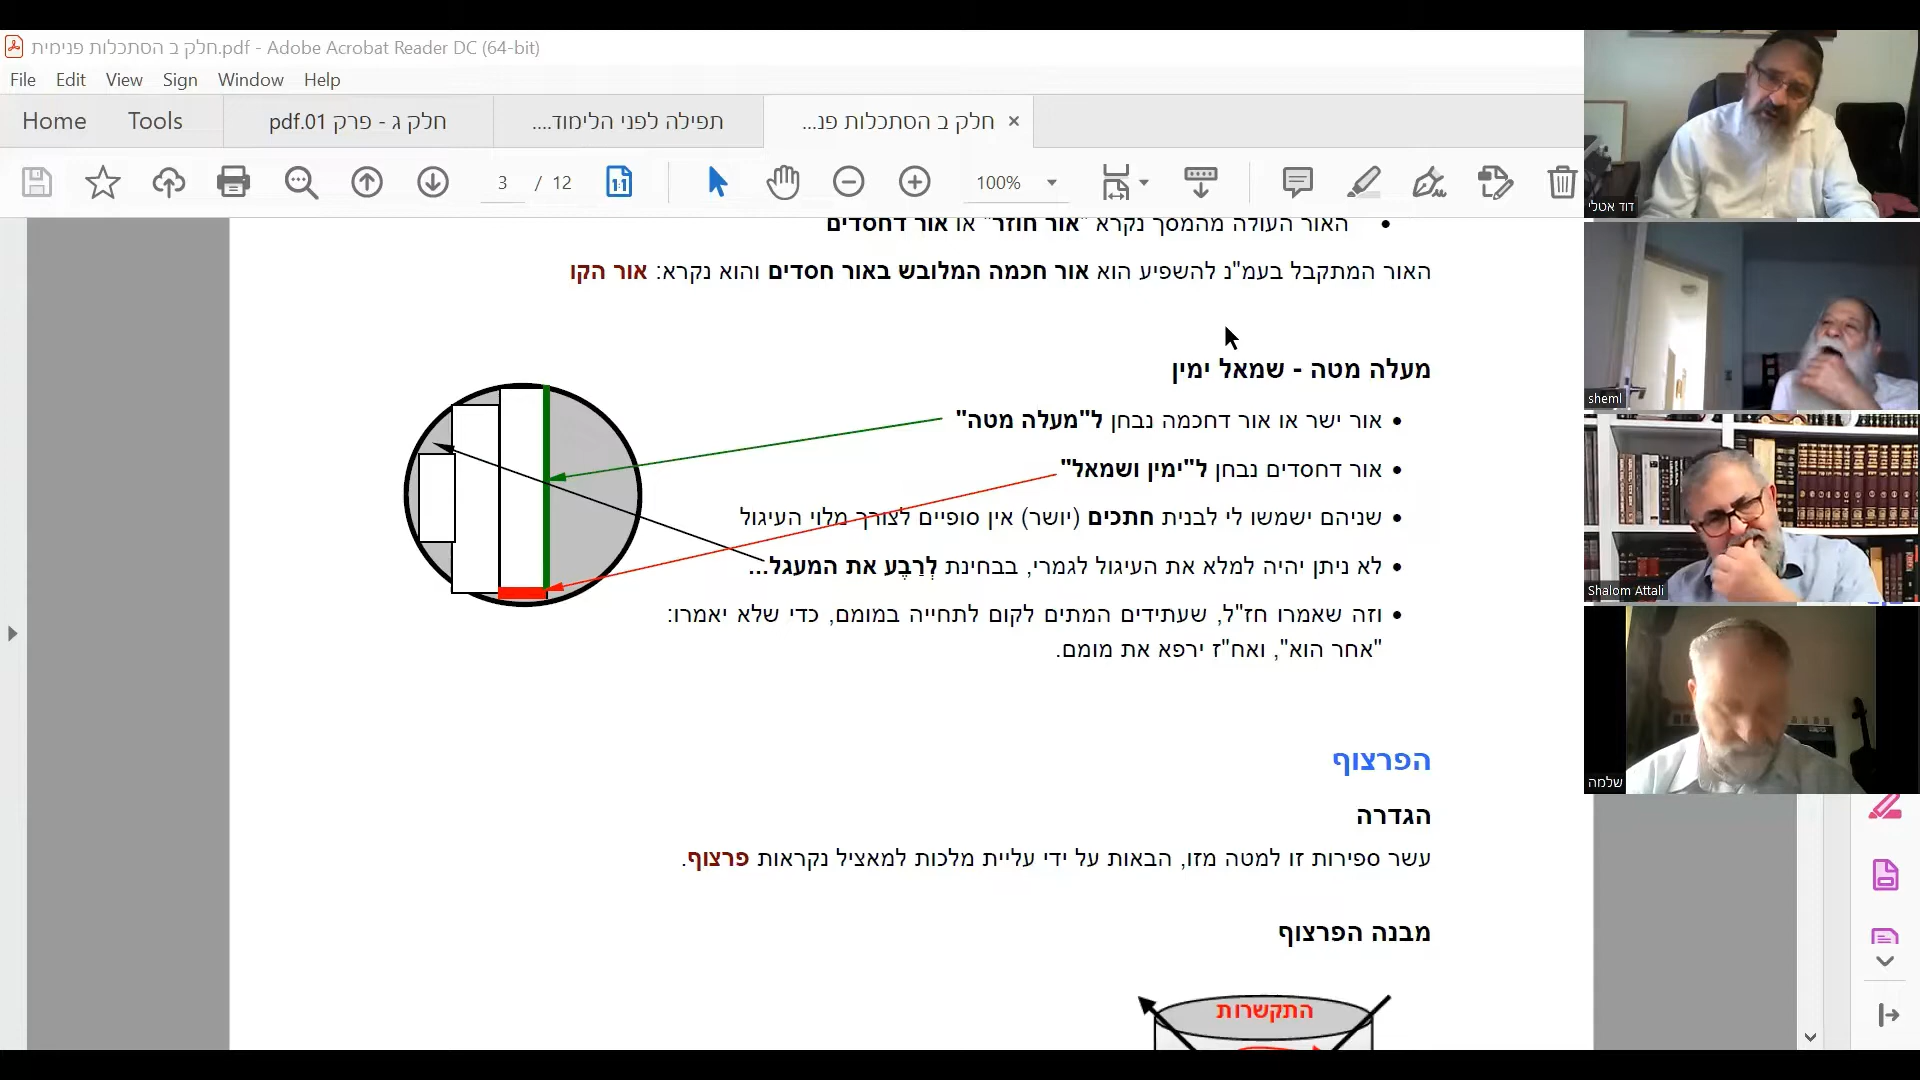 חלק ב הסתכלות פנימית.pdf - Adobe Acrobat Reader DC (64-bit)
File Edit View Sign Window Help
Home Tools חלק ג - פרק 01.pdf תפילה לפני הלימוד.... חלק ב הסתכלות פנ... ×
3 / 12 100%
האור העולה מהמסך נקרא "אור חוזר" או אור דחסדים
האור המתקבל בעמ"נ להשפיע הוא אור חכמה המלובש באור חסדים והוא נקרא: אור הקו
מעלה מטה - שמאל ימין
אור ישר או אור דחכמה נבחן ל"מעלה מטה"
אור דחסדים נבחן ל"ימין ושמאל"
שניהם ישמשו לי לבנית חתכים (יושר) אין סופיים לצורך מלוי העיגול
לא ניתן יהיה למלא את העיגול לגמרי, בבחינת לְרַבֶּע את המעגל...
וזה שאמרו חז"ל, שעתידים המתים לקום לתחייה במומם, כדי שלא יאמרו:
"אחר הוא", ואח"ז ירפא את מומם.
הפרצוף
הגדרה
עשר ספירות זו למטה מזו, הבאות על ידי עליית מלכות למאציל נקראות פרצוף.
מבנה הפרצוף
התקשרות
דוד אטלי
sheml
Shalom Attali
שלמה